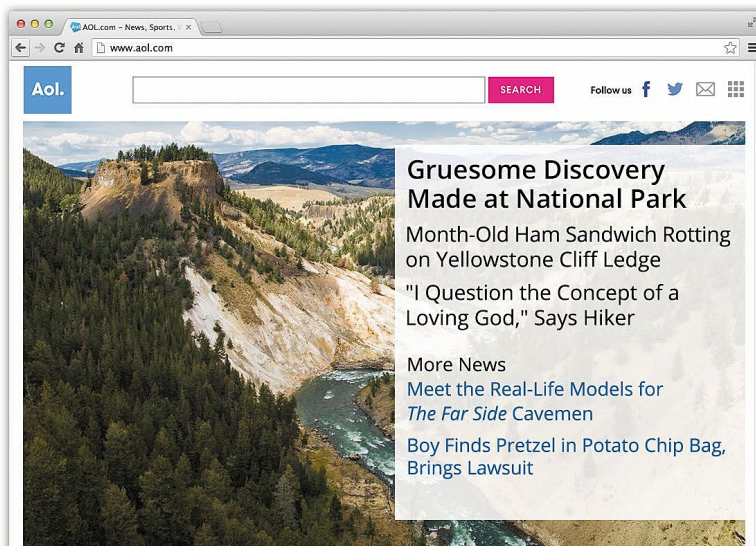 AOL.com – News, Sports,
www.aol.com
Aol.
SEARCH
Follow us
Gruesome Discovery
Made at National Park
Month-Old Ham Sandwich Rotting
on Yellowstone Cliff Ledge
"I Question the Concept of a
Loving God," Says Hiker
More News
Meet the Real-Life Models for
The Far Side Cavemen
Boy Finds Pretzel in Potato Chip Bag,
Brings Lawsuit